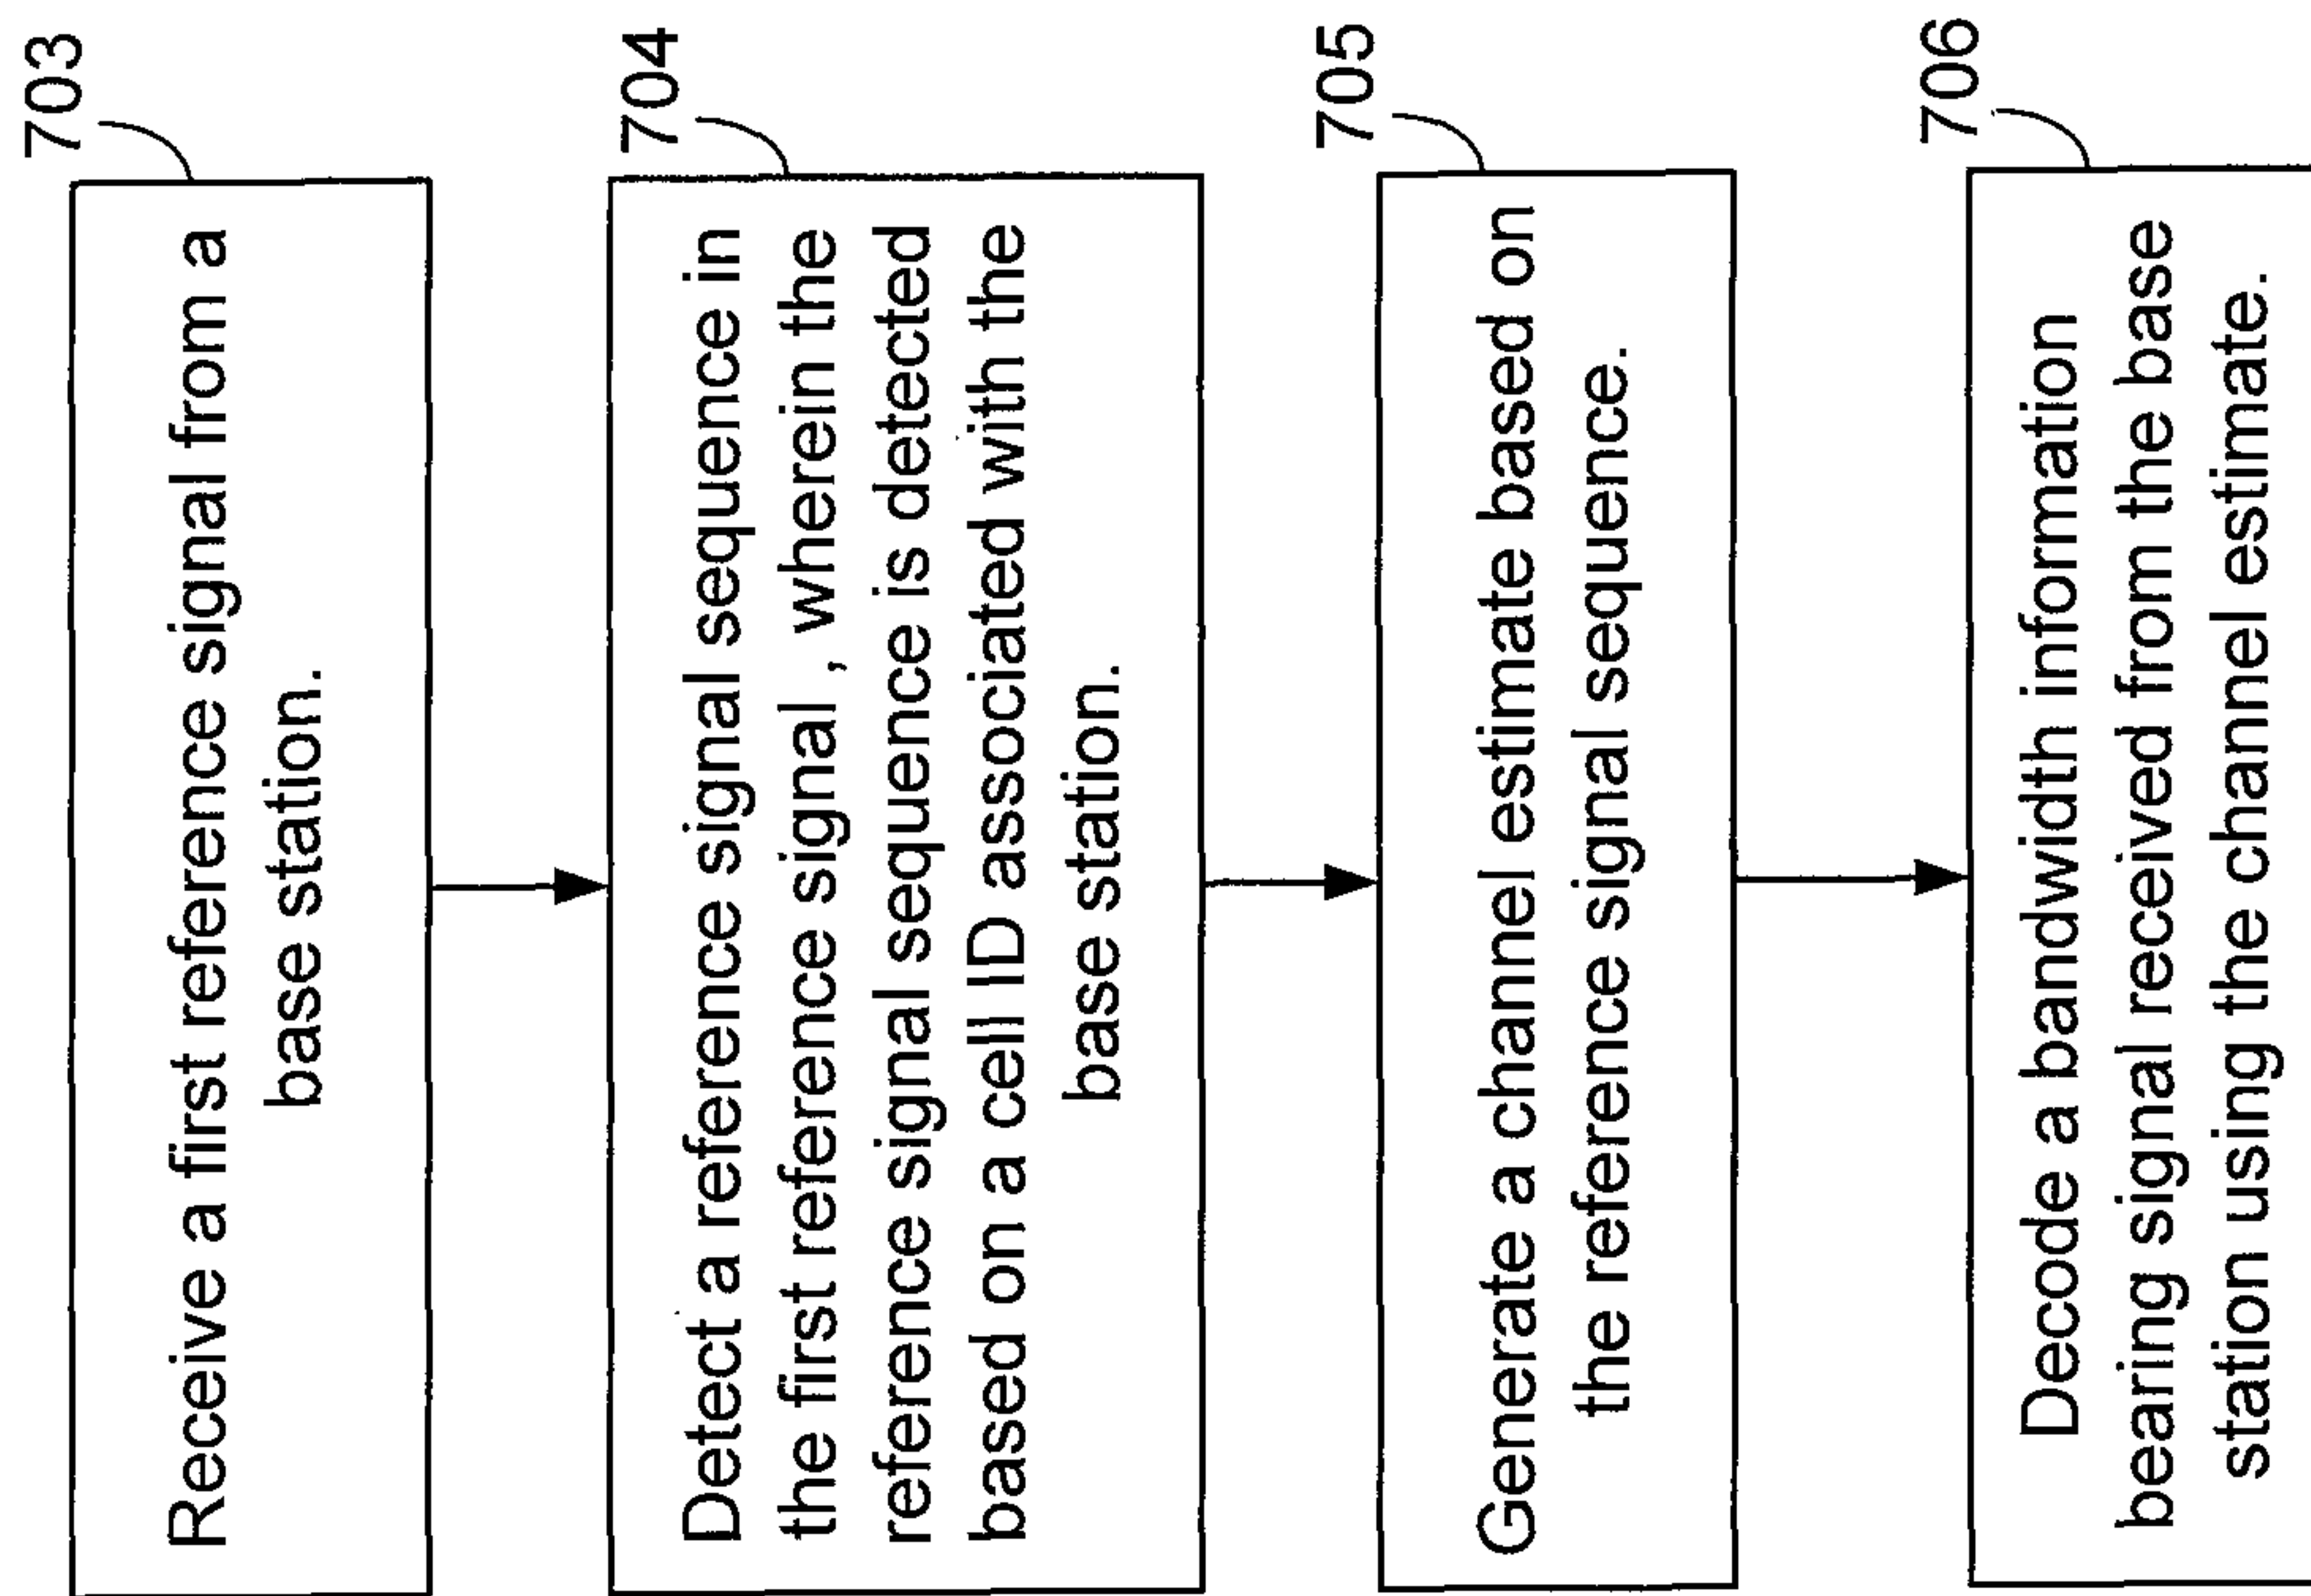 703
Receive a first reference signal from a
base station.
704
Detect a reference signal sequence in
the first reference signal , wherein the
reference signal sequence is detected
based on a cell ID associated with the
base station.
705
Generate a channel estimate based on
the reference signal sequence.
706
Decode a bandwidth information
bearing signal received from the base
station using the channel estimate.